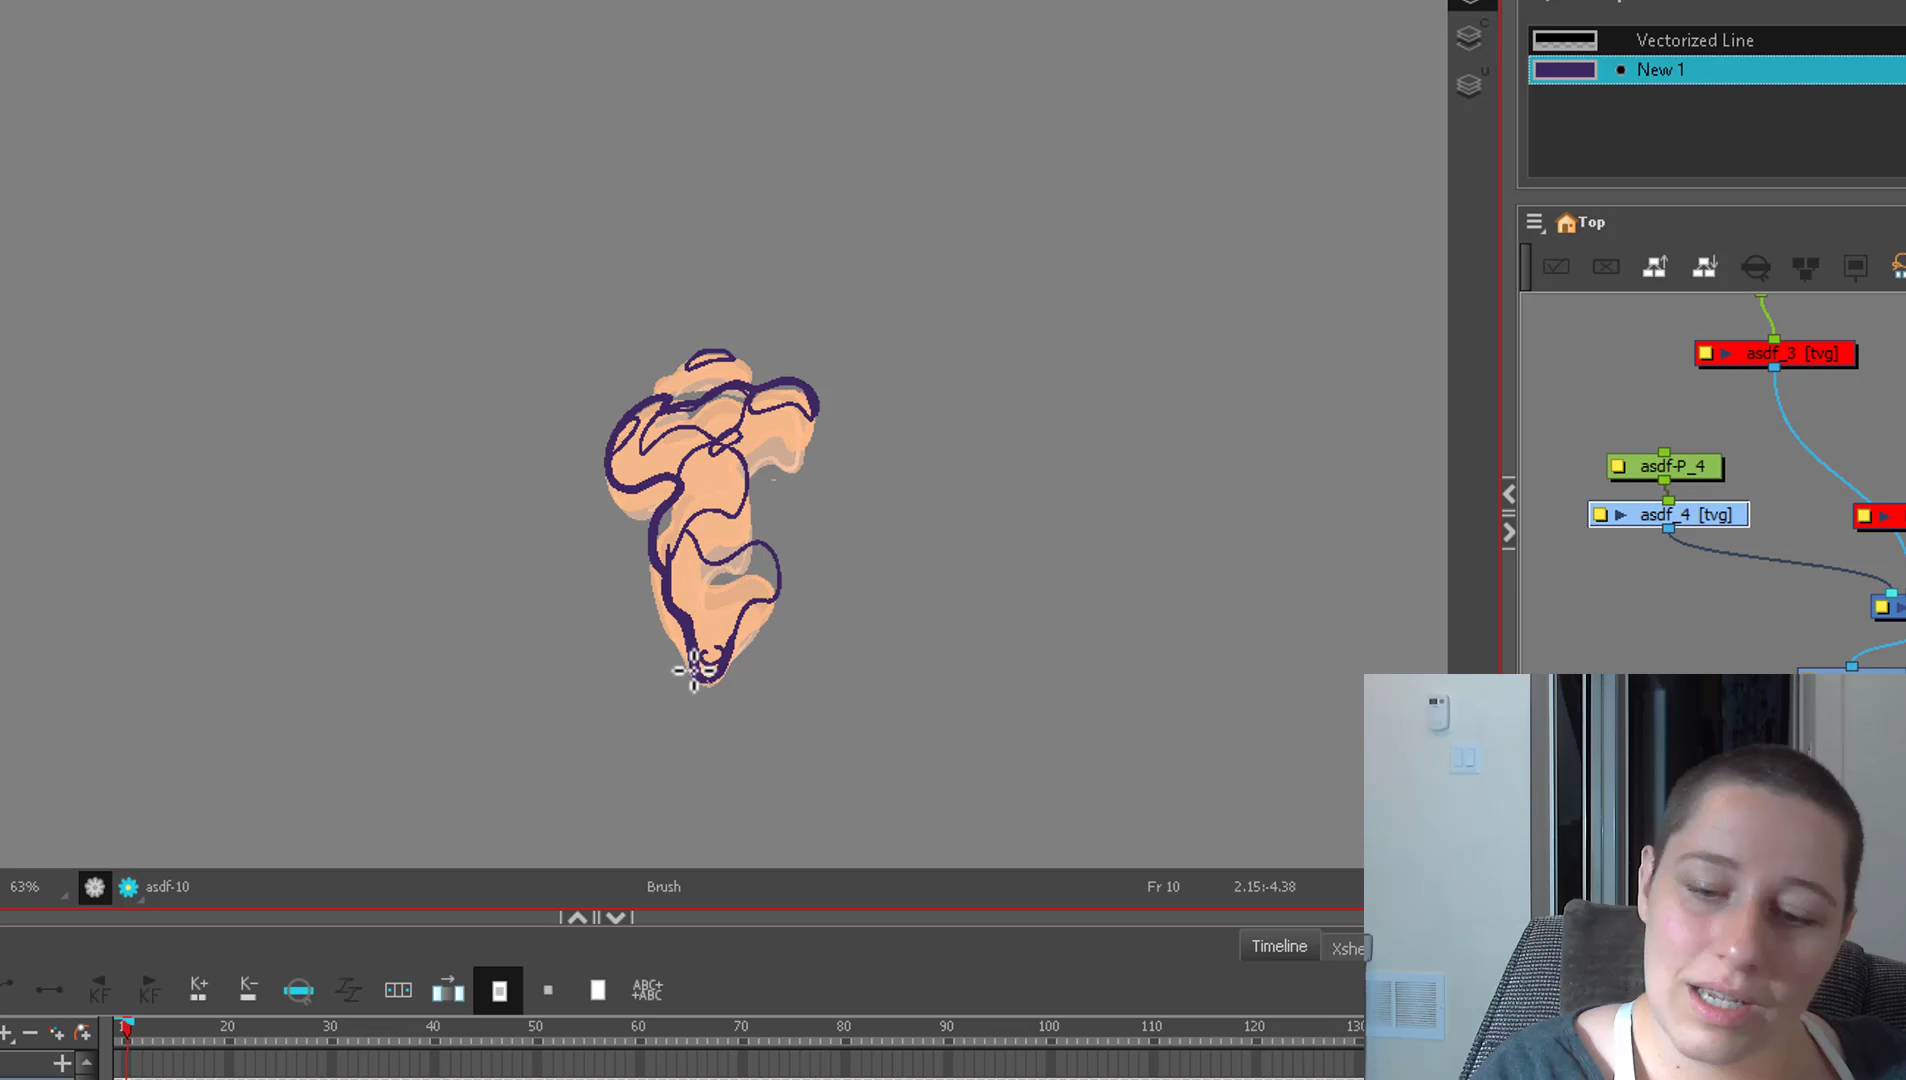 C
Vectorized Line
New 1
U
Top
asdf_3 [tvg]
asdf-P_4
asdf_4 [tvg]
63%
asdf-10
Brush
Fr 10
2.15:-4.38
Timeline
Xshe
KF
KF
K+
K-
ABC+
+ABC
20
30
40
50
60
70
80
90
100
110
120
130